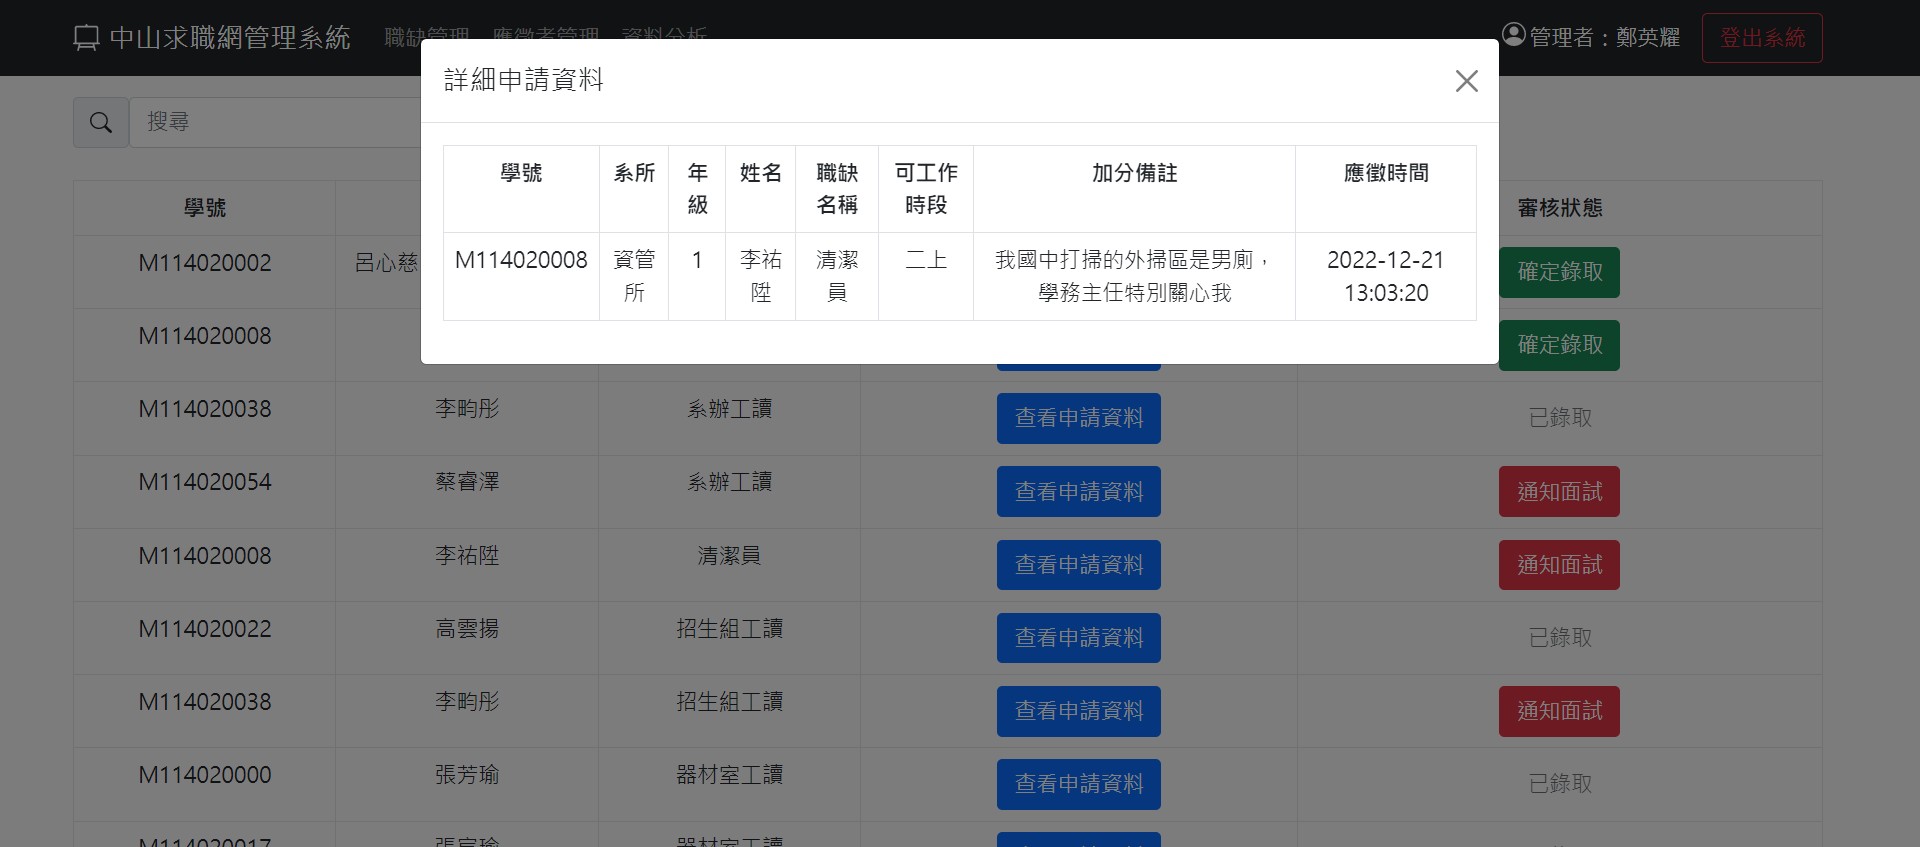 中山求職網管理系統
職缺管理
應徵者管理
資料分析
管理者：鄭英耀
登出系統
詳細申請資料
搜尋
學號 系所 年級 姓名 職缺名稱 可工作時段 加分備註 應徵時間
M114020008 資管所 1 李祐陞 清潔員 二上 我國中打掃的外掃區是男廁，
學務主任特別關心我 2022-12-21
13:03:20
學號 審核狀態
M114020002 呂心慈 確定錄取
M114020008 確定錄取
M114020038 李畇彤 系辦工讀 查看申請資料 已錄取
M114020054 蔡睿澤 系辦工讀 查看申請資料 通知面試
M114020008 李祐陞 清潔員 查看申請資料 通知面試
M114020022 高雲揚 招生組工讀 查看申請資料 已錄取
M114020038 李畇彤 招生組工讀 查看申請資料 通知面試
M114020000 張芳瑜 器材室工讀 查看申請資料 已錄取
M114020017 器材室工讀